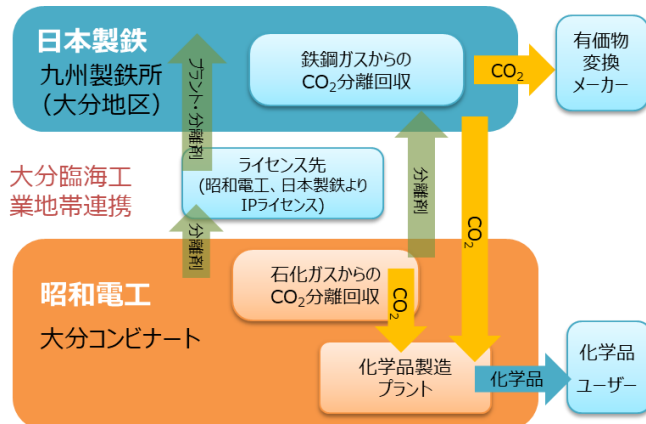 日本製鉄
九州製鉄所
（大分地区）
プラント・分離剤
鉄鋼ガスからの
CO₂分離回収
CO₂
有価物
変換
メーカー
大分臨海工
業地帯連携
ライセンス先
(昭和電工、日本製鉄より
IPライセンス)
分離剤
分離剤
CO₂
昭和電工
大分コンビナート
石化ガスからの
CO₂分離回収
CO₂
化学品製造
プラント
化学品
化学品
ユーザー